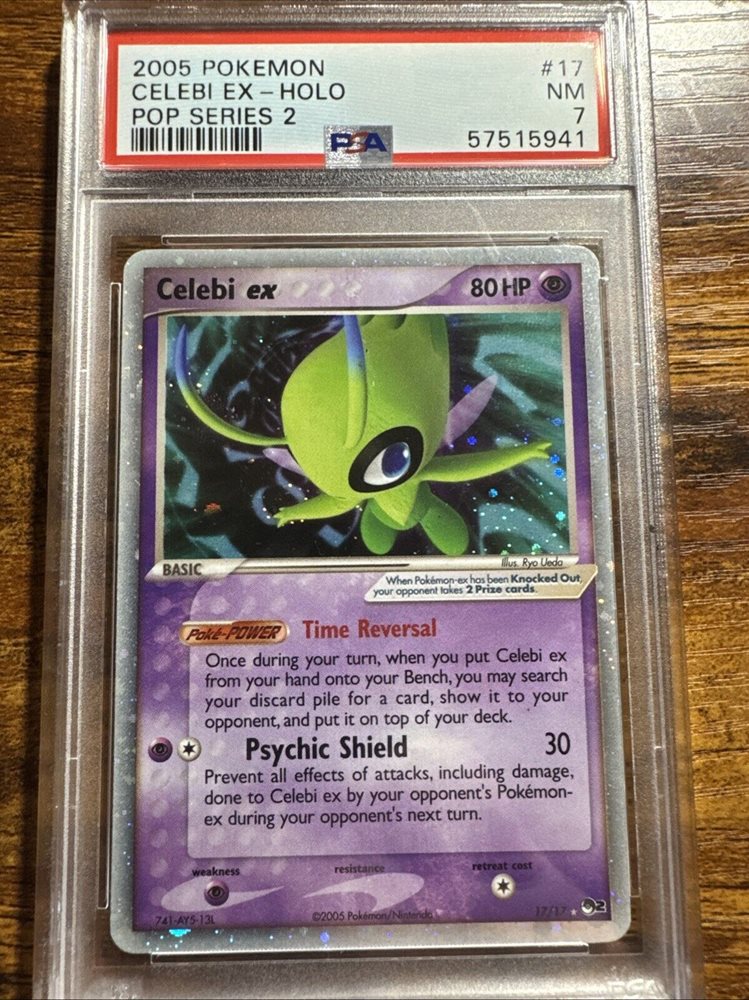 2005 POKEMON #17
CELEBI EX – HOLO NM
POP SERIES 2 7
PSA 57515941
Celebi ex 80 HP
BASIC
Illus. Ryo Ueda
When Pokémon-ex has been Knocked Out,
your opponent takes 2 Prize cards.
Poké-POWER Time Reversal
Once during your turn, when you put Celebi ex
from your hand onto your Bench, you may search
your discard pile for a card, show it to your
opponent, and put it on top of your deck.
Psychic Shield 30
Prevent all effects of attacks, including damage,
done to Celebi ex by your opponent's Pokémon-
ex during your opponent's next turn.
weakness resistance retreat cost
741-AY5-13L ©2005 Pokémon/Nintendo 17/17 ★ 2